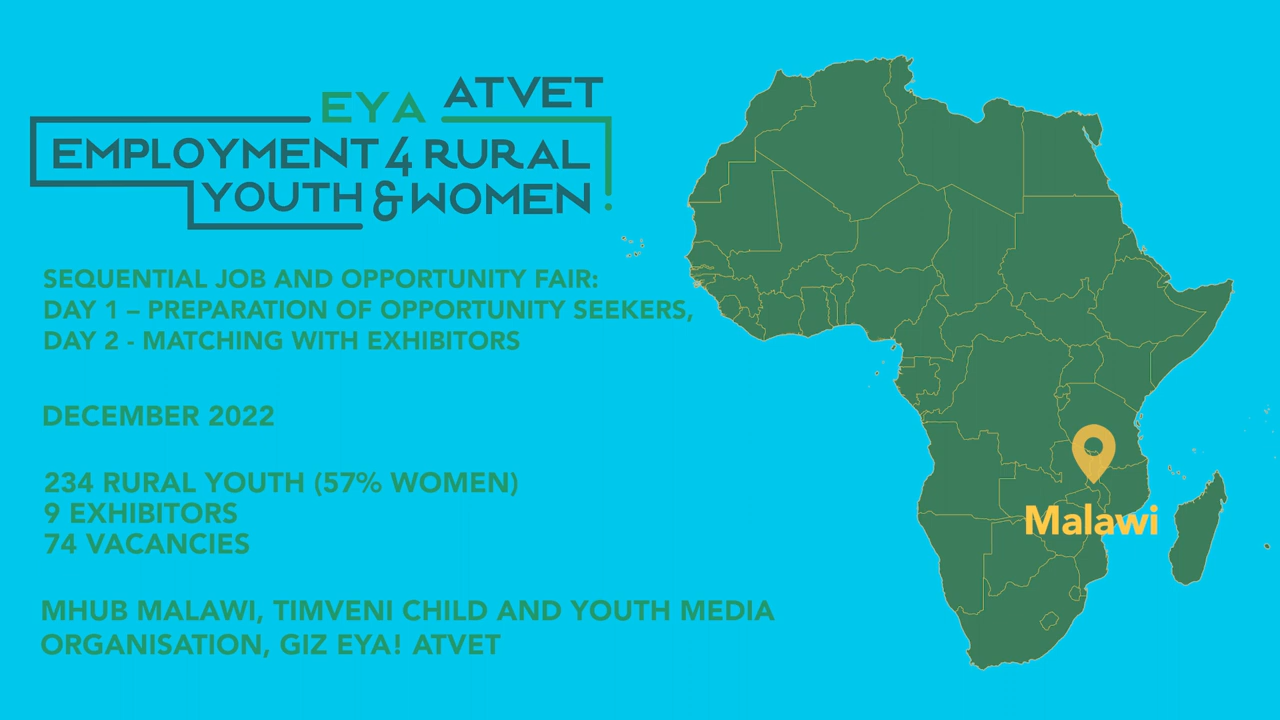 EYA ATVET
EMPLOYMENT 4 RURAL
YOUTH & WOMEN
SEQUENTIAL JOB AND OPPORTUNITY FAIR:
DAY 1 – PREPARATION OF OPPORTUNITY SEEKERS,
DAY 2 - MATCHING WITH EXHIBITORS
DECEMBER 2022
234 RURAL YOUTH (57% WOMEN)
9 EXHIBITORS
74 VACANCIES
MHUB MALAWI, TIMVENI CHILD AND YOUTH MEDIA
ORGANISATION, GIZ EYA! ATVET
Malawi